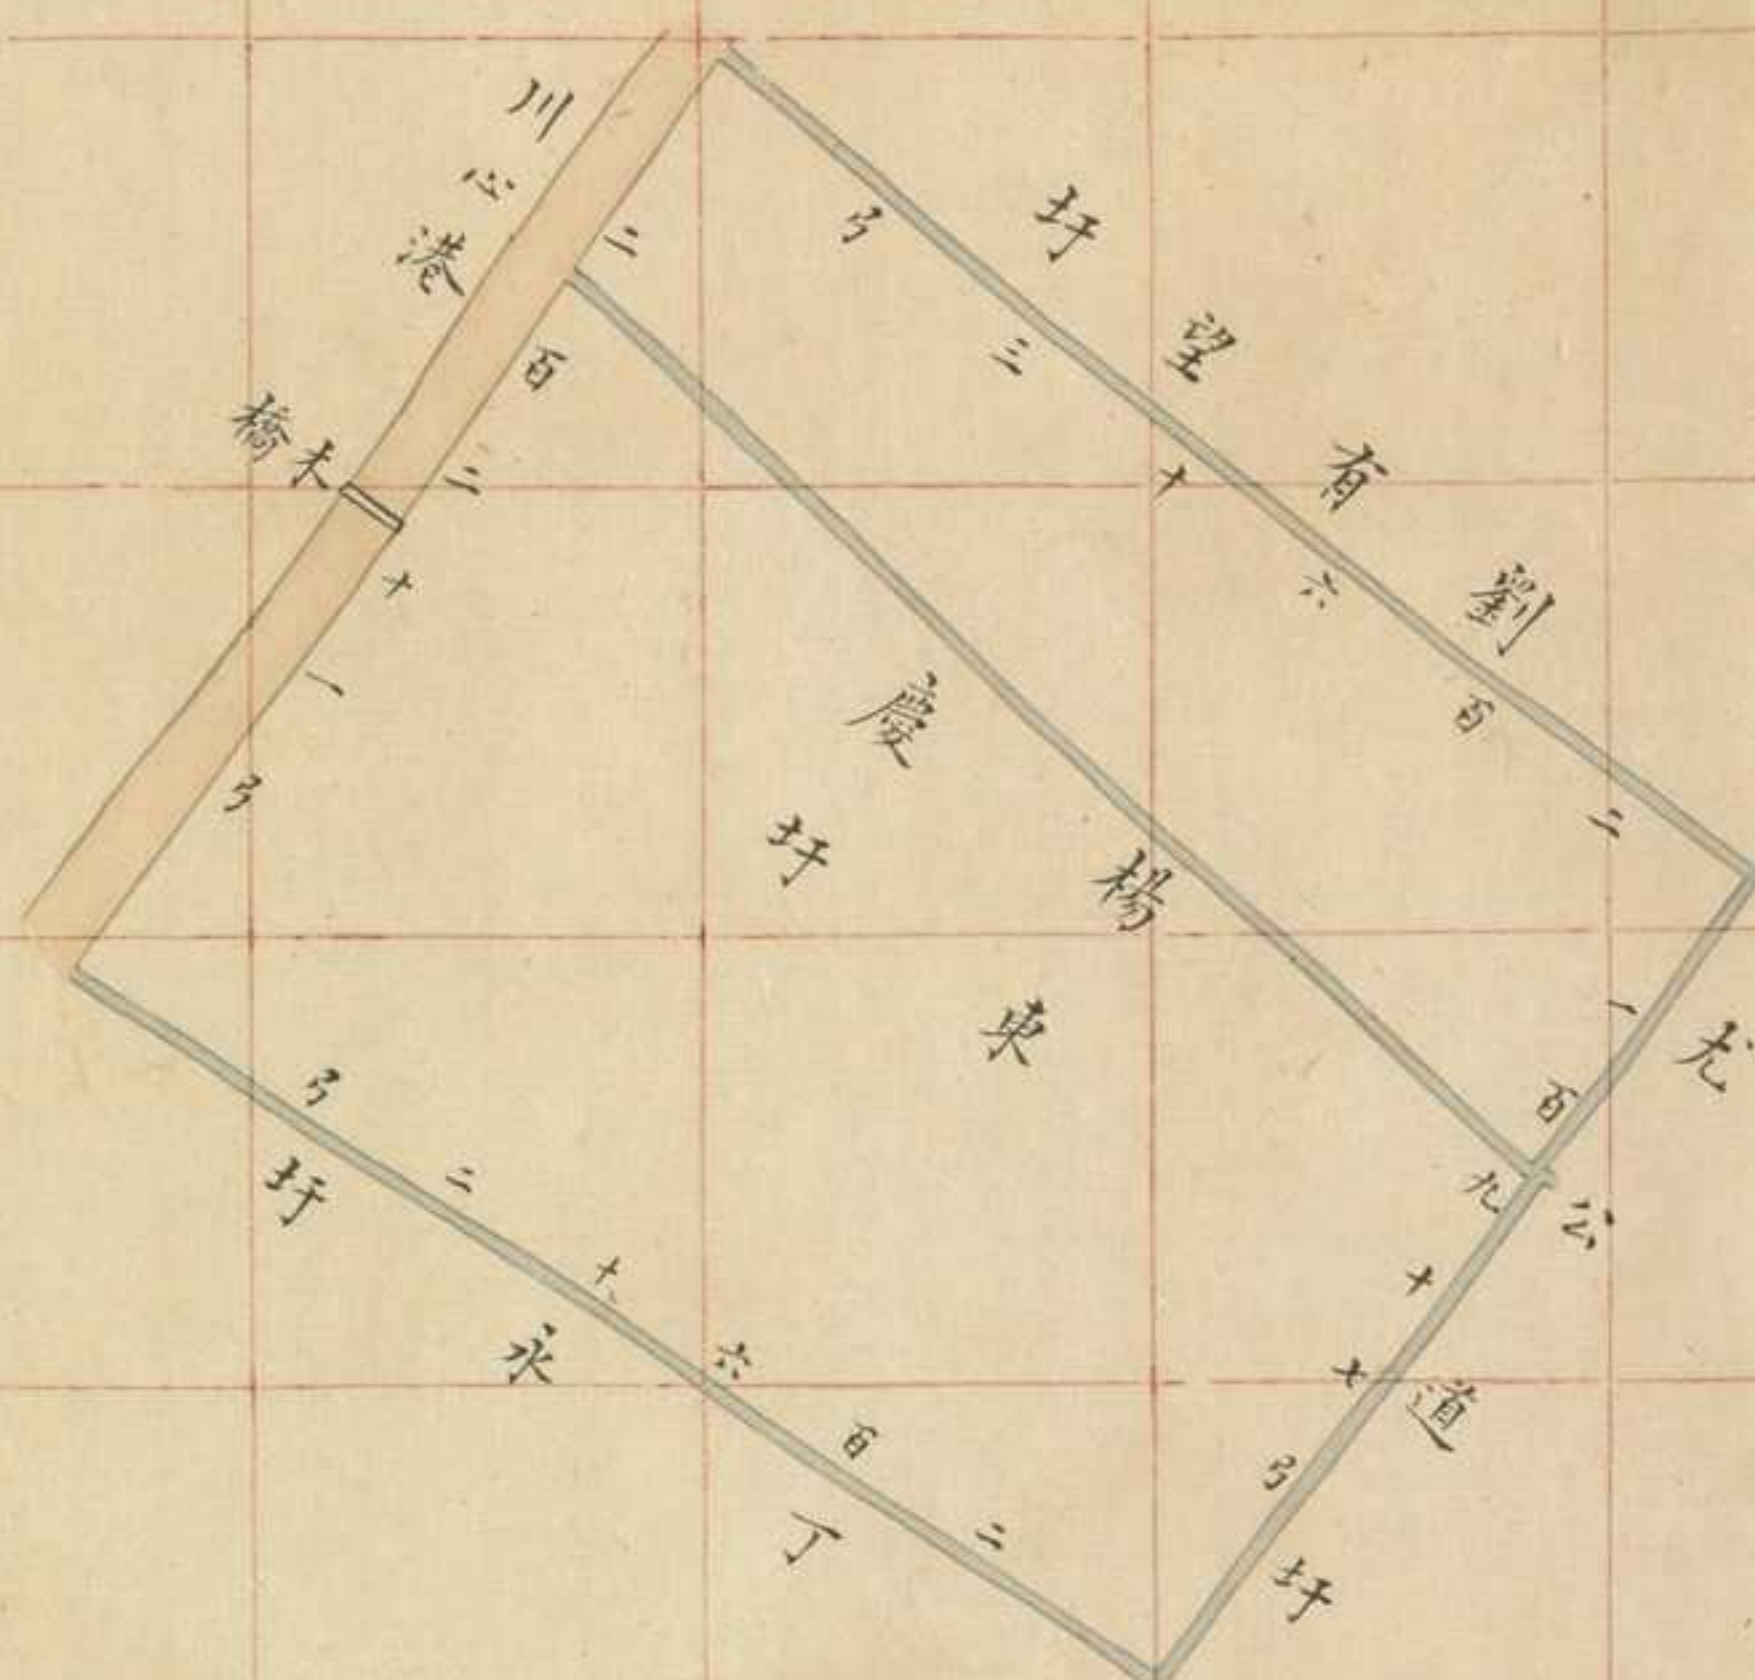 川心港
木橋
二百二十一弓
劉有望圩
二百六十三弓
楊東
慶圩
尤公道圩
一百九十七弓
丁永圩
二百六十二弓